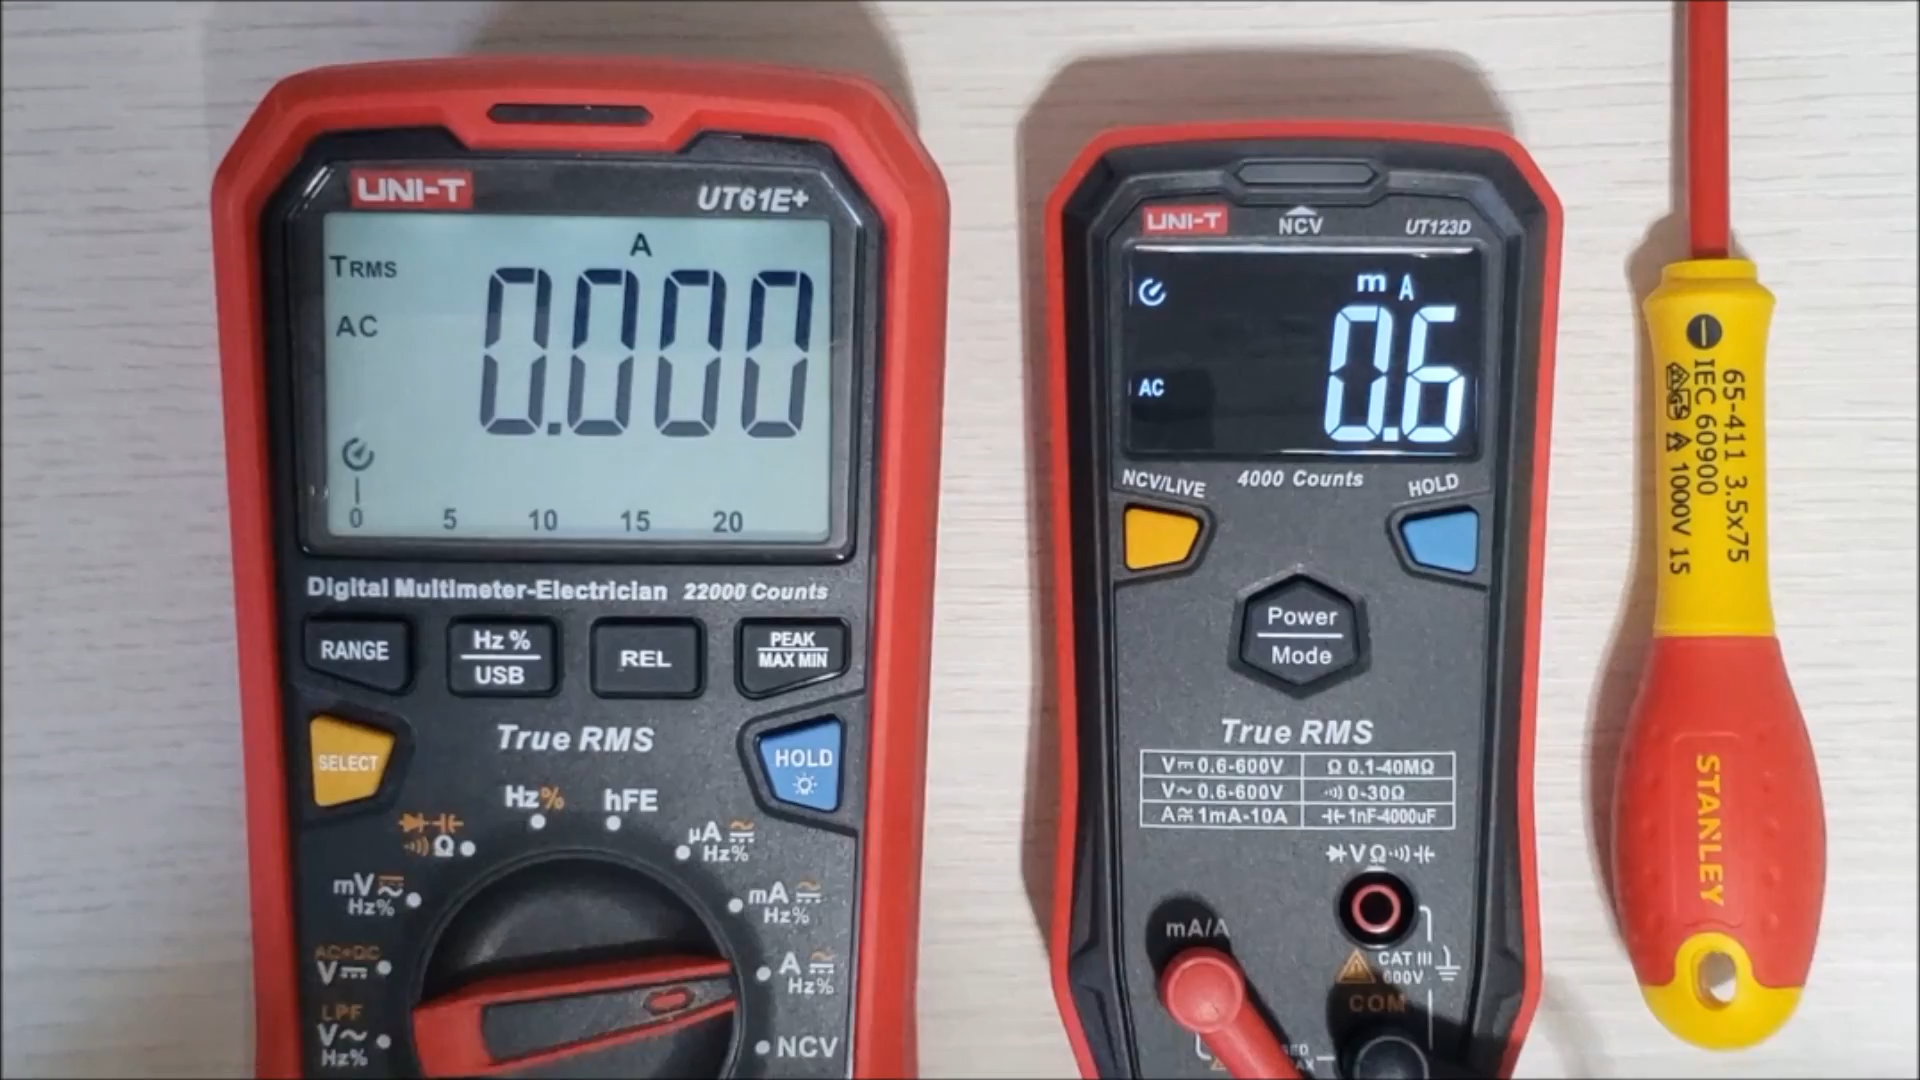 UNI-T
UT61E+
A
TRMS
AC
0.000
0 5 10 15 20
Digital Multimeter-Electrician 22000 Counts
RANGE
Hz %
USB
REL
PEAK
MAX MIN
SELECT
True RMS
HOLD
Hz%
hFE
Ω
µA
Hz%
mV
Hz%
mA
Hz%
AC+DC
V
A
Hz%
LPF
V~
Hz%
NCV
UNI-T
NCV
UT123D
m A
AC
0.6
NCV/LIVE
4000 Counts
HOLD
Power
Mode
True RMS
V⎓0.6-600V
Ω 0.1-40MΩ
V~0.6-600V
0-30Ω
A 1mA-10A
1nF-4000uF
VΩ
mA/A
CAT III
600V
COM
65-411 3.5x75
IEC 60900
GS 1000V 15
STANLEY